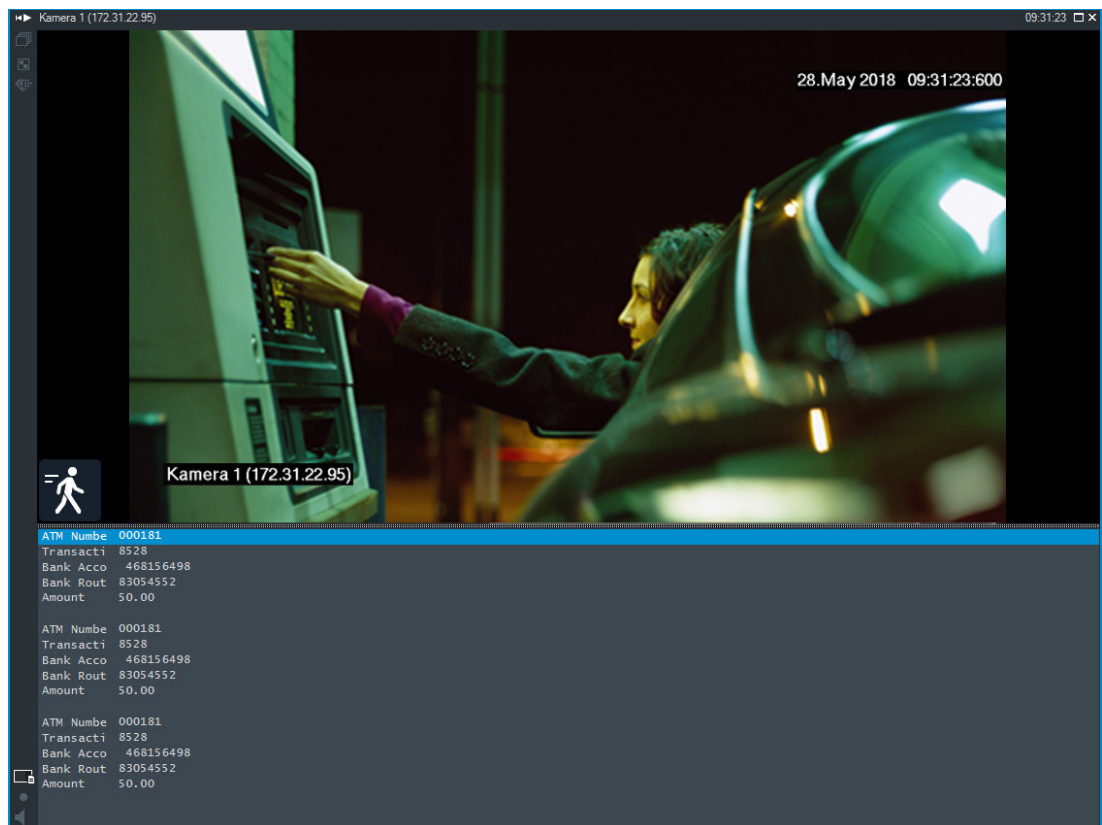 Kamera 1 (172.31.22.95)
09:31:23
28.May 2018 09:31:23:600
Kamera 1 (172.31.22.95)
ATM Numbe 000181
Transacti 8528
Bank Acco 468156498
Bank Rout 83054552
Amount 50.00
ATM Numbe 000181
Transacti 8528
Bank Acco 468156498
Bank Rout 83054552
Amount 50.00
ATM Numbe 000181
Transacti 8528
Bank Acco 468156498
Bank Rout 83054552
Amount 50.00